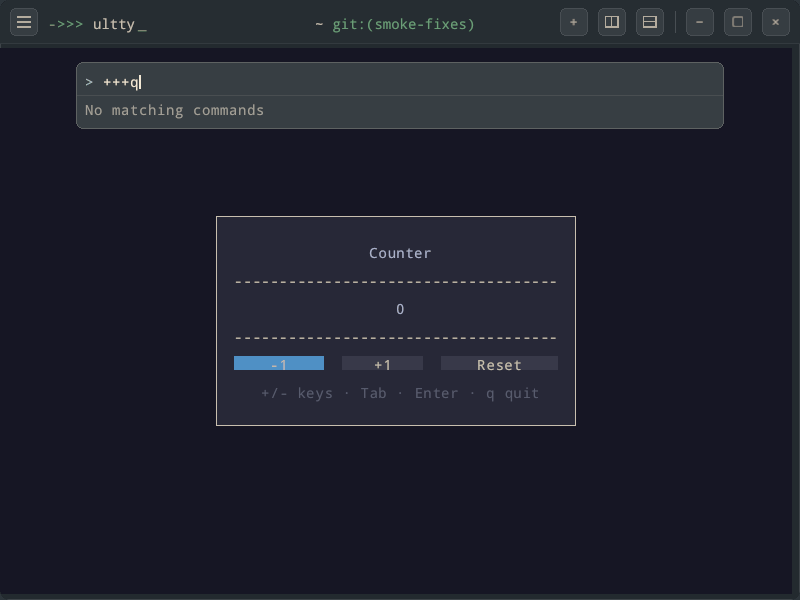 ->>> ultty_ ~ git:(smoke-fixes) + − ×
> +++q
No matching commands
Counter
------------------------------------
0
------------------------------------
-1 +1 Reset
+/- keys · Tab · Enter · q quit